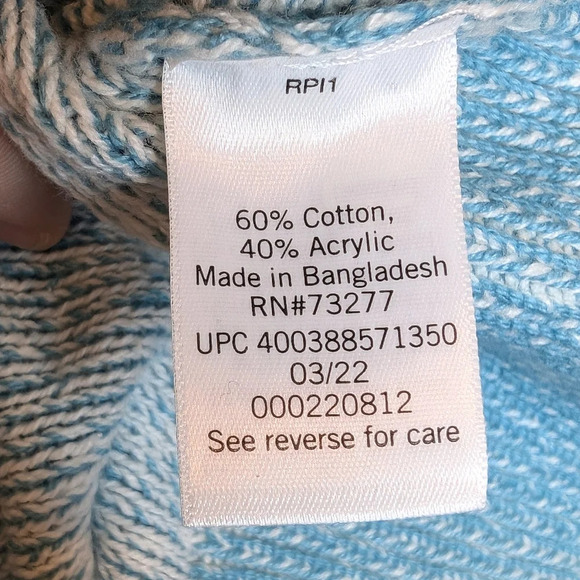 RPI1
60% Cotton,
40% Acrylic
Made in Bangladesh
RN#73277
UPC 400388571350
03/22
000220812
See reverse for care